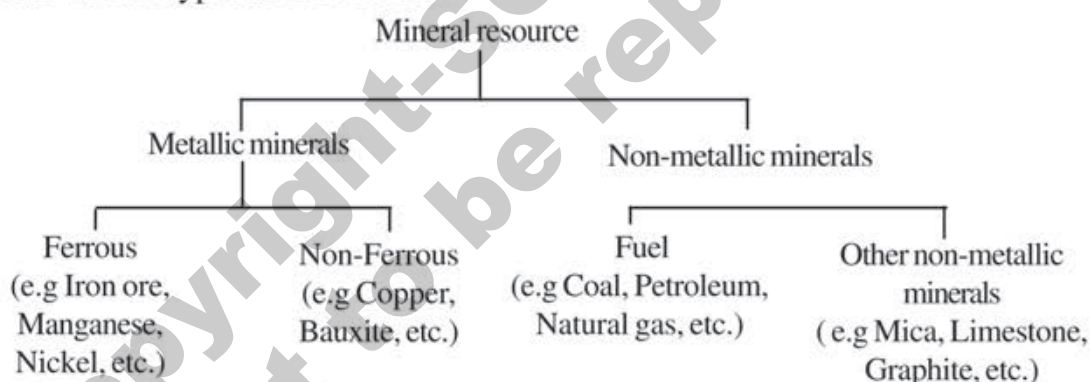 Mineral resource
Metallic minerals
Non-metallic minerals
Ferrous
(e.g Iron ore,
Manganese,
Nickel, etc.)
Non-Ferrous
(e.g Copper,
Bauxite, etc.)
Fuel
(e.g Coal, Petroleum,
Natural gas, etc.)
Other non-metallic
minerals
( e.g Mica, Limestone,
Graphite, etc.)